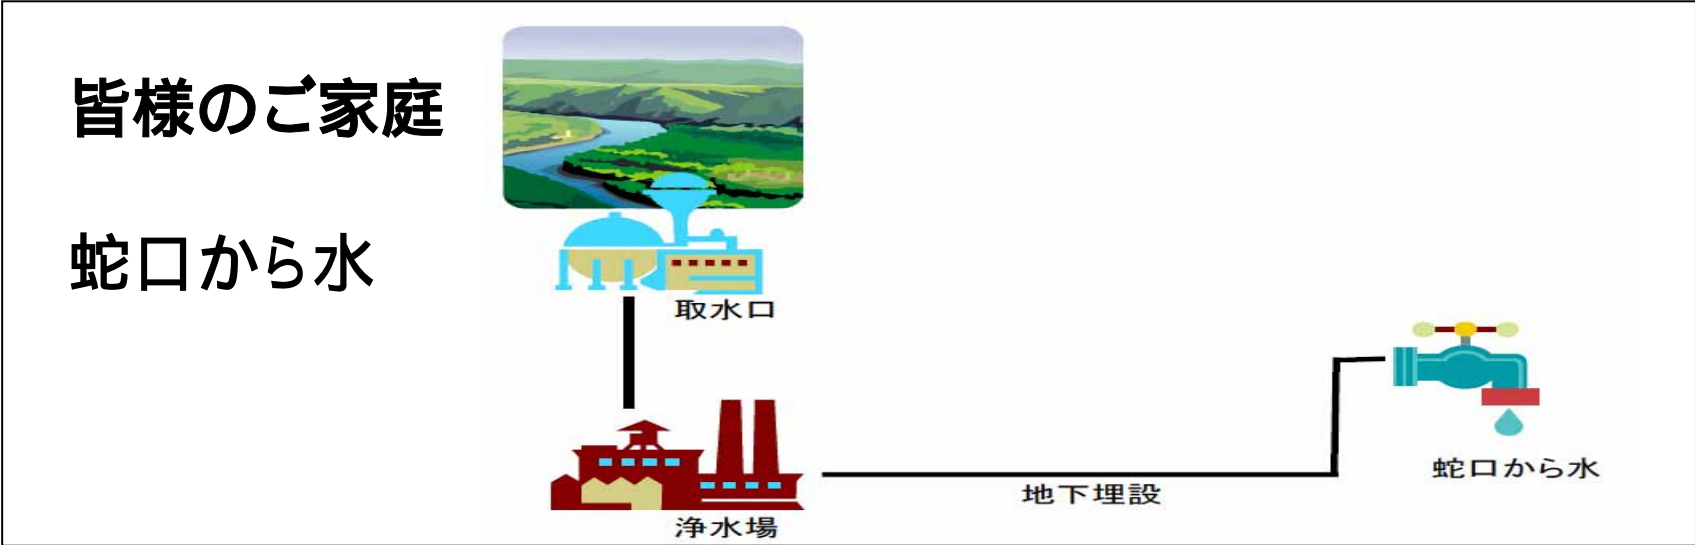 皆様のご家庭
蛇口から水
取水口
浄水場
地下埋設
蛇口から水